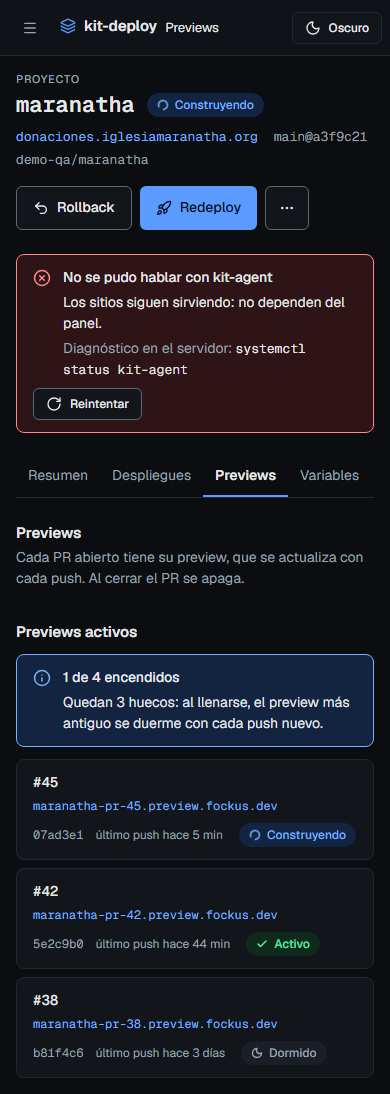 kit-deploy Previews Oscuro
PROYECTO
maranatha Construyendo
donaciones.iglesiamaranatha.org main@a3f9c21
demo-qa/maranatha
Rollback Redeploy ...
No se pudo hablar con kit-agent
Los sitios siguen sirviendo: no dependen del
panel.
Diagnóstico en el servidor: systemctl
status kit-agent
Reintentar
Resumen Despliegues Previews Variables
Previews
Cada PR abierto tiene su preview, que se actualiza con
cada push. Al cerrar el PR se apaga.
Previews activos
1 de 4 encendidos
Quedan 3 huecos: al llenarse, el preview más
antiguo se duerme con cada push nuevo.
#45
maranatha-pr-45.preview.fockus.dev
07ad3e1 último push hace 5 min Construyendo
#42
maranatha-pr-42.preview.fockus.dev
5e2c9b0 último push hace 44 min Activo
#38
maranatha-pr-38.preview.fockus.dev
b81f4c6 último push hace 3 días Dormido